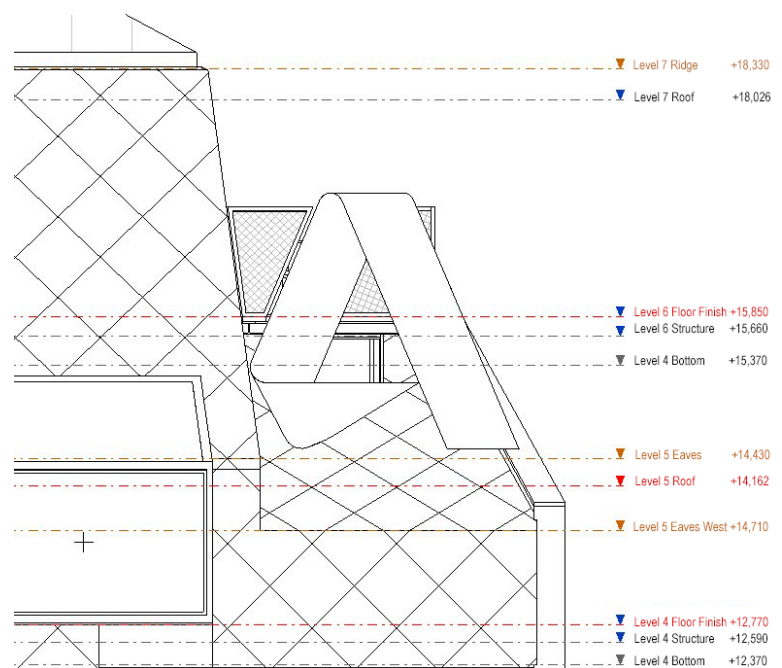 Level 7 Ridge +18,330
Level 7 Roof +18,026
Level 6 Floor Finish +15,850
Level 6 Structure +15,660
Level 4 Bottom +15,370
Level 5 Eaves +14,430
Level 5 Roof +14,162
Level 5 Eaves West +14,710
Level 4 Floor Finish +12,770
Level 4 Structure +12,590
Level 4 Bottom +12,370